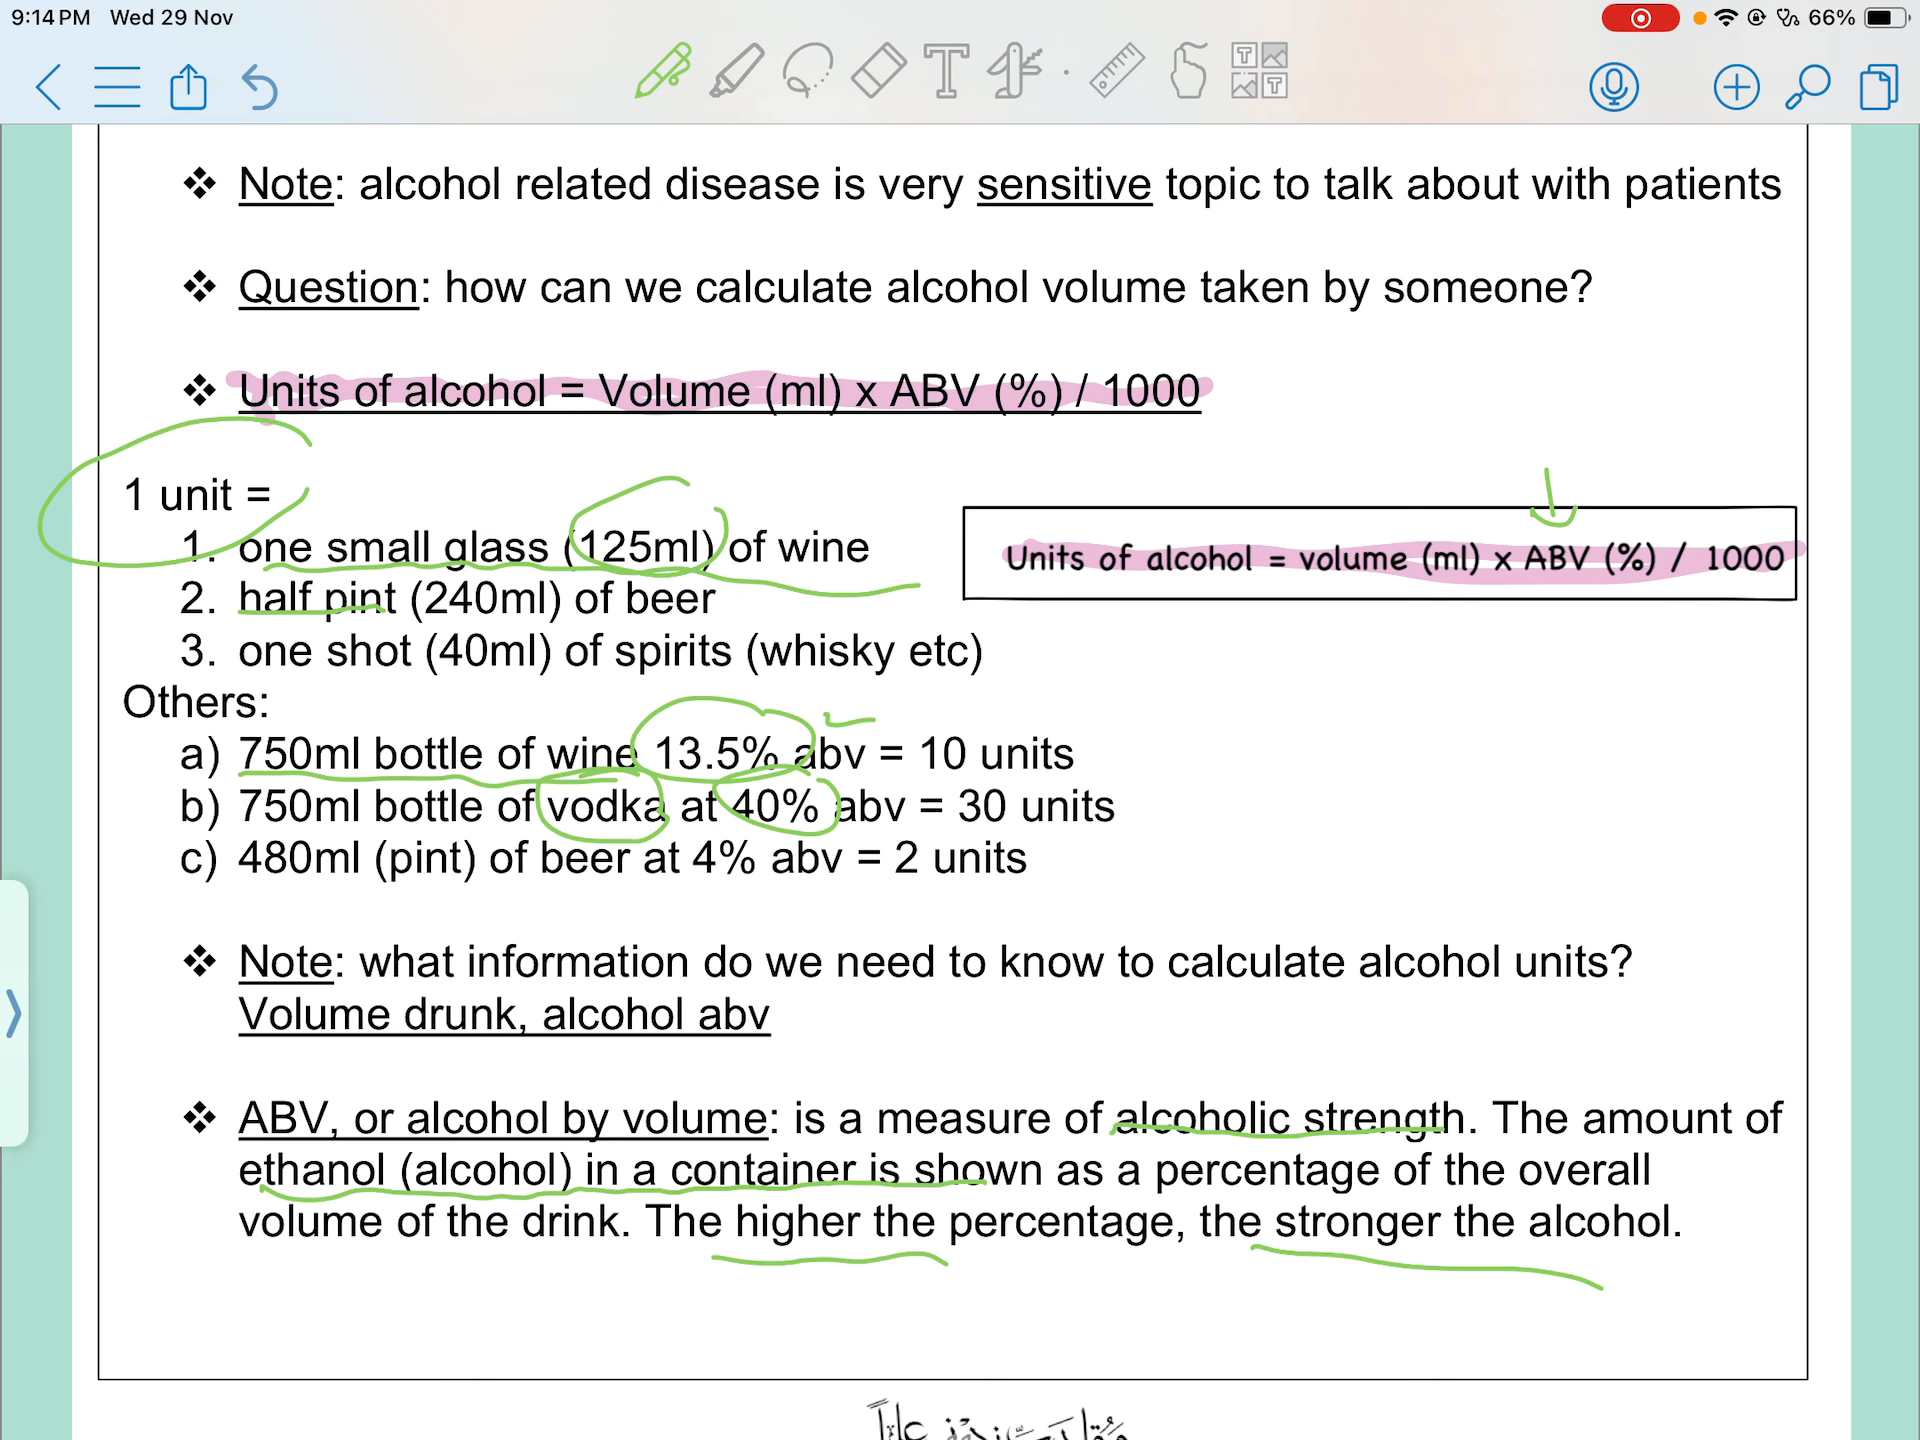 9:14 PM Wed 29 Nov
66%
❖ Note: alcohol related disease is very sensitive topic to talk about with patients
❖ Question: how can we calculate alcohol volume taken by someone?
❖ Units of alcohol = Volume (ml) x ABV (%) / 1000
1 unit =
1. one small glass (125ml) of wine
Units of alcohol = volume (ml) x ABV (%) / 1000
2. half pint (240ml) of beer
3. one shot (40ml) of spirits (whisky etc)
Others:
a) 750ml bottle of wine 13.5% abv = 10 units
b) 750ml bottle of vodka at 40% abv = 30 units
c) 480ml (pint) of beer at 4% abv = 2 units
❖ Note: what information do we need to know to calculate alcohol units?
Volume drunk, alcohol abv
❖ ABV, or alcohol by volume: is a measure of alcoholic strength. The amount of
ethanol (alcohol) in a container is shown as a percentage of the overall
volume of the drink. The higher the percentage, the stronger the alcohol.